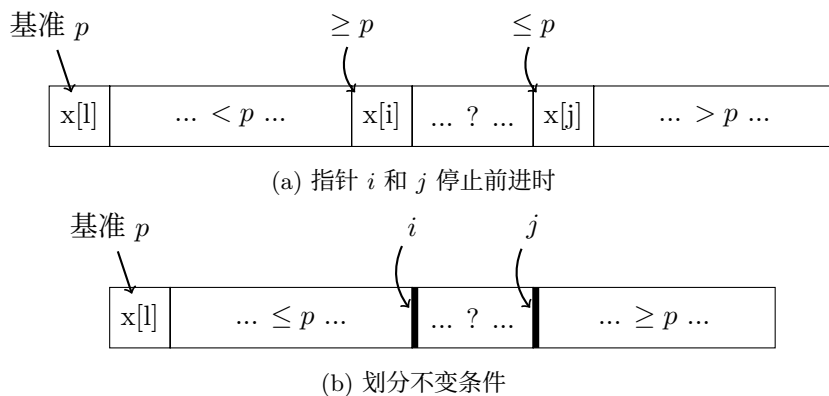 基准 p ≥ p ≤ p
x[l] ... < p ... x[i] ... ? ... x[j] ... > p ...
(a) 指针 i 和 j 停止前进时
基准 p i j
x[l] ... ≤ p ... ... ? ... ... ≥ p ...
(b) 划分不变条件